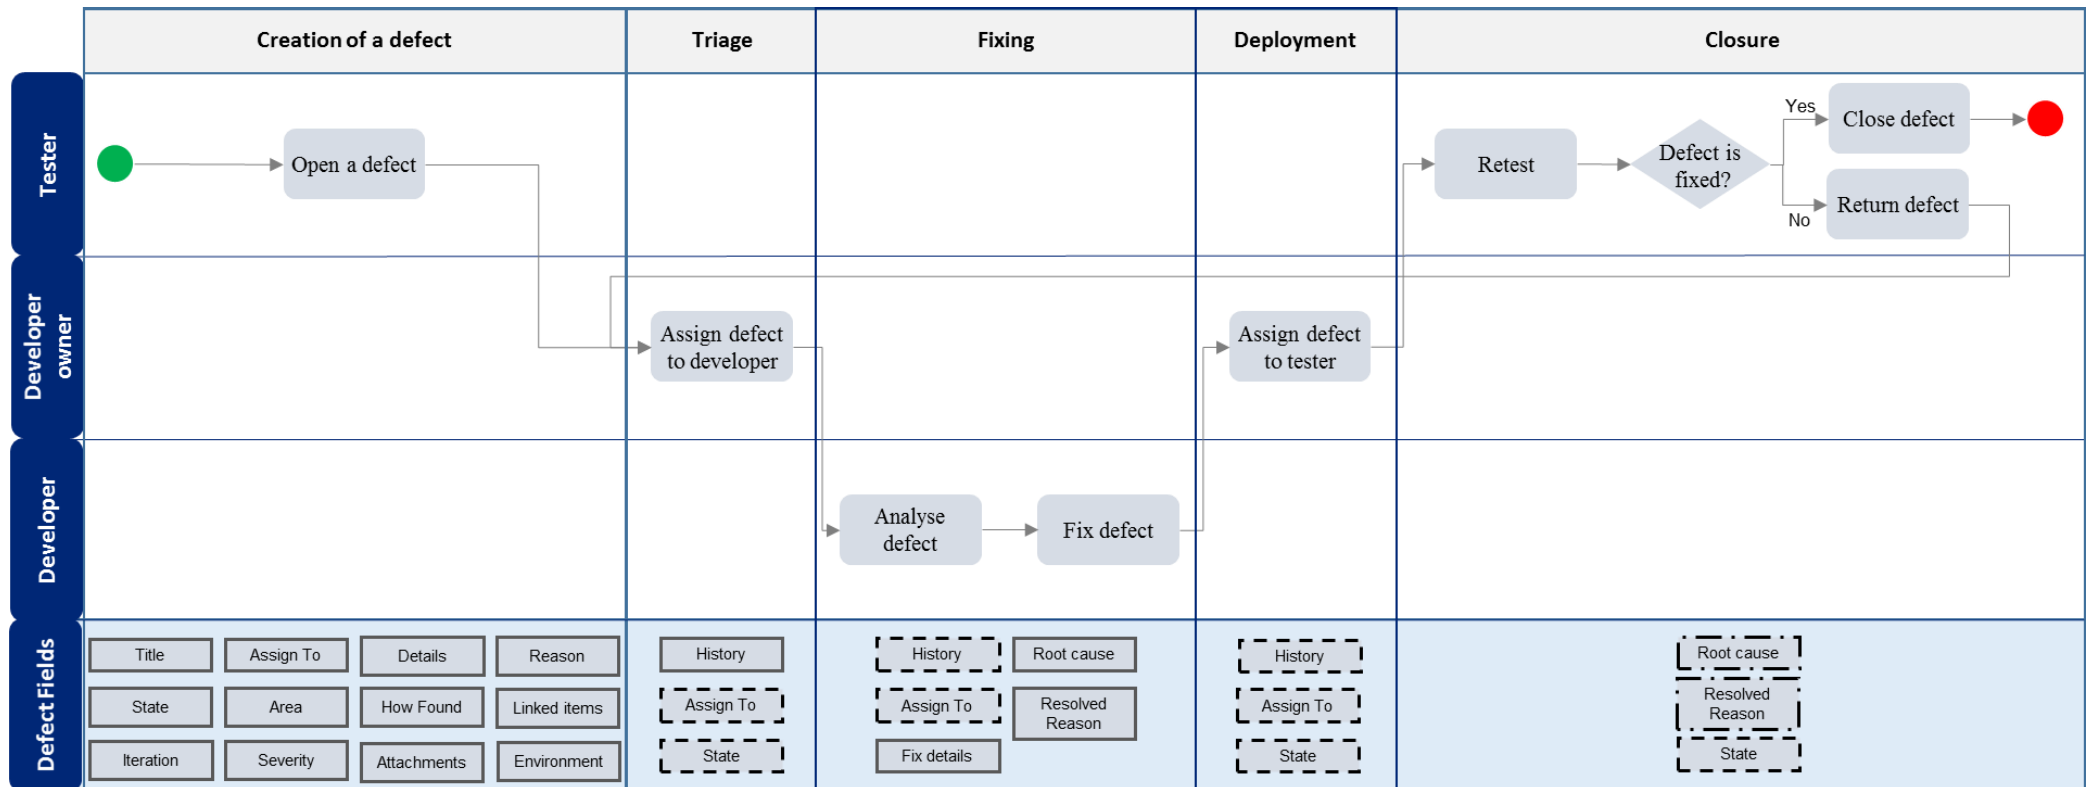 Creation of a defect
Triage
Fixing
Deployment
Closure
Tester
Open a defect
Retest
Defect is
fixed?
Yes
No
Close defect
Return defect
Developer
owner
Assign defect
to developer
Assign defect
to tester
Developer
Analyse
defect
Fix defect
Defect Fields
Title
Assign To
Details
Reason
State
Area
How Found
Linked items
Iteration
Severity
Attachments
Environment
History
Assign To
State
History
Root cause
Assign To
Resolved
Reason
Fix details
History
Assign To
State
Root cause
Resolved
Reason
State